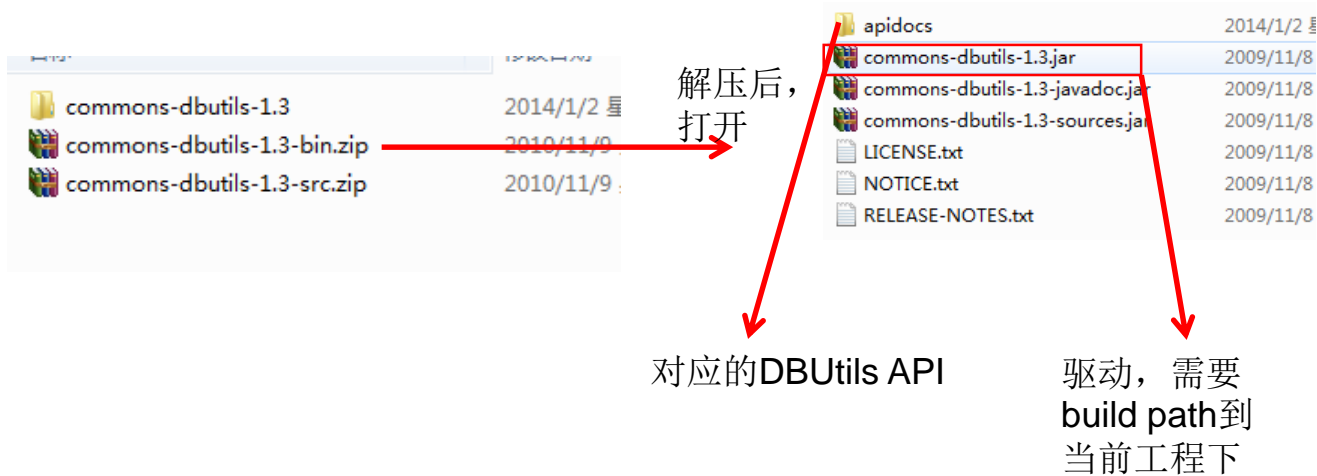 commons-dbutils-1.3
2014/1/2 星
commons-dbutils-1.3-bin.zip
2010/11/9
commons-dbutils-1.3-src.zip
2010/11/9
解压后，
打开
apidocs
2014/1/2 星
commons-dbutils-1.3.jar
2009/11/8
commons-dbutils-1.3-javadoc.jar
2009/11/8
commons-dbutils-1.3-sources.jar
2009/11/8
LICENSE.txt
2009/11/8
NOTICE.txt
2009/11/8
RELEASE-NOTES.txt
2009/11/8
对应的DBUtils API
驱动，需要
build path到
当前工程下